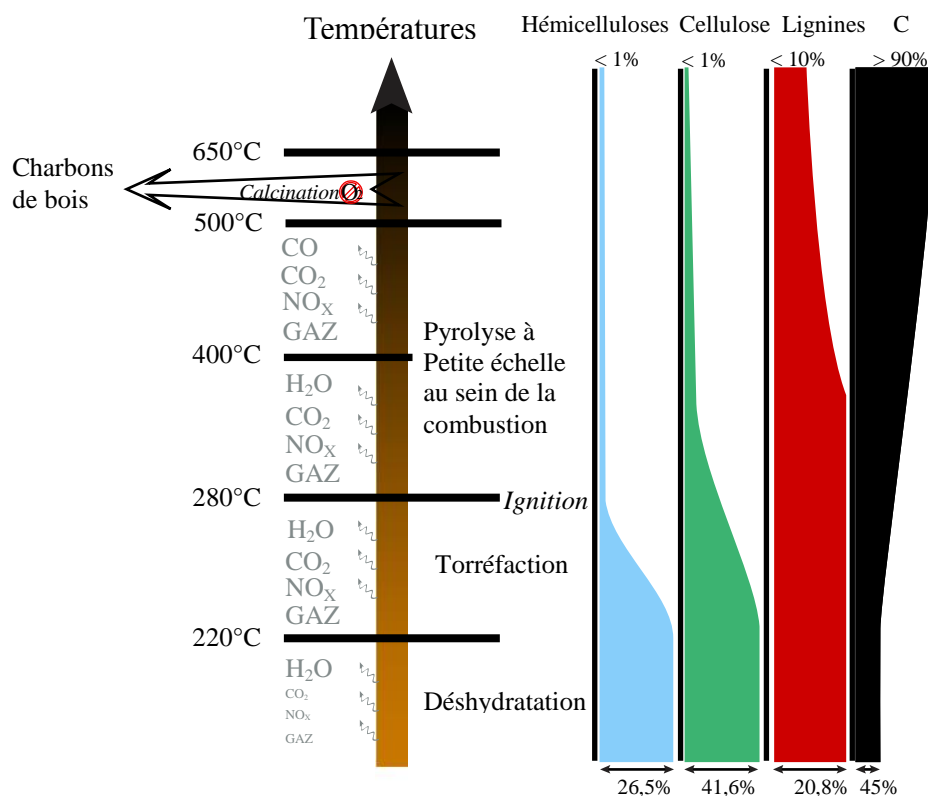 Températures
Hémicelluloses Cellulose Lignines C
< 1% < 1% < 10% > 90%
650°C
Charbons
de bois
Calcination O₂
500°C
CO
CO₂
NOX
GAZ
Pyrolyse à
Petite échelle
au sein de la
combustion
400°C
H₂O
CO₂
NOX
GAZ
280°C
Ignition
H₂O
CO₂
NOX
GAZ
Torréfaction
220°C
H₂O
CO₂
NOX
GAZ
Déshydratation
26,5% 41,6% 20,8% 45%